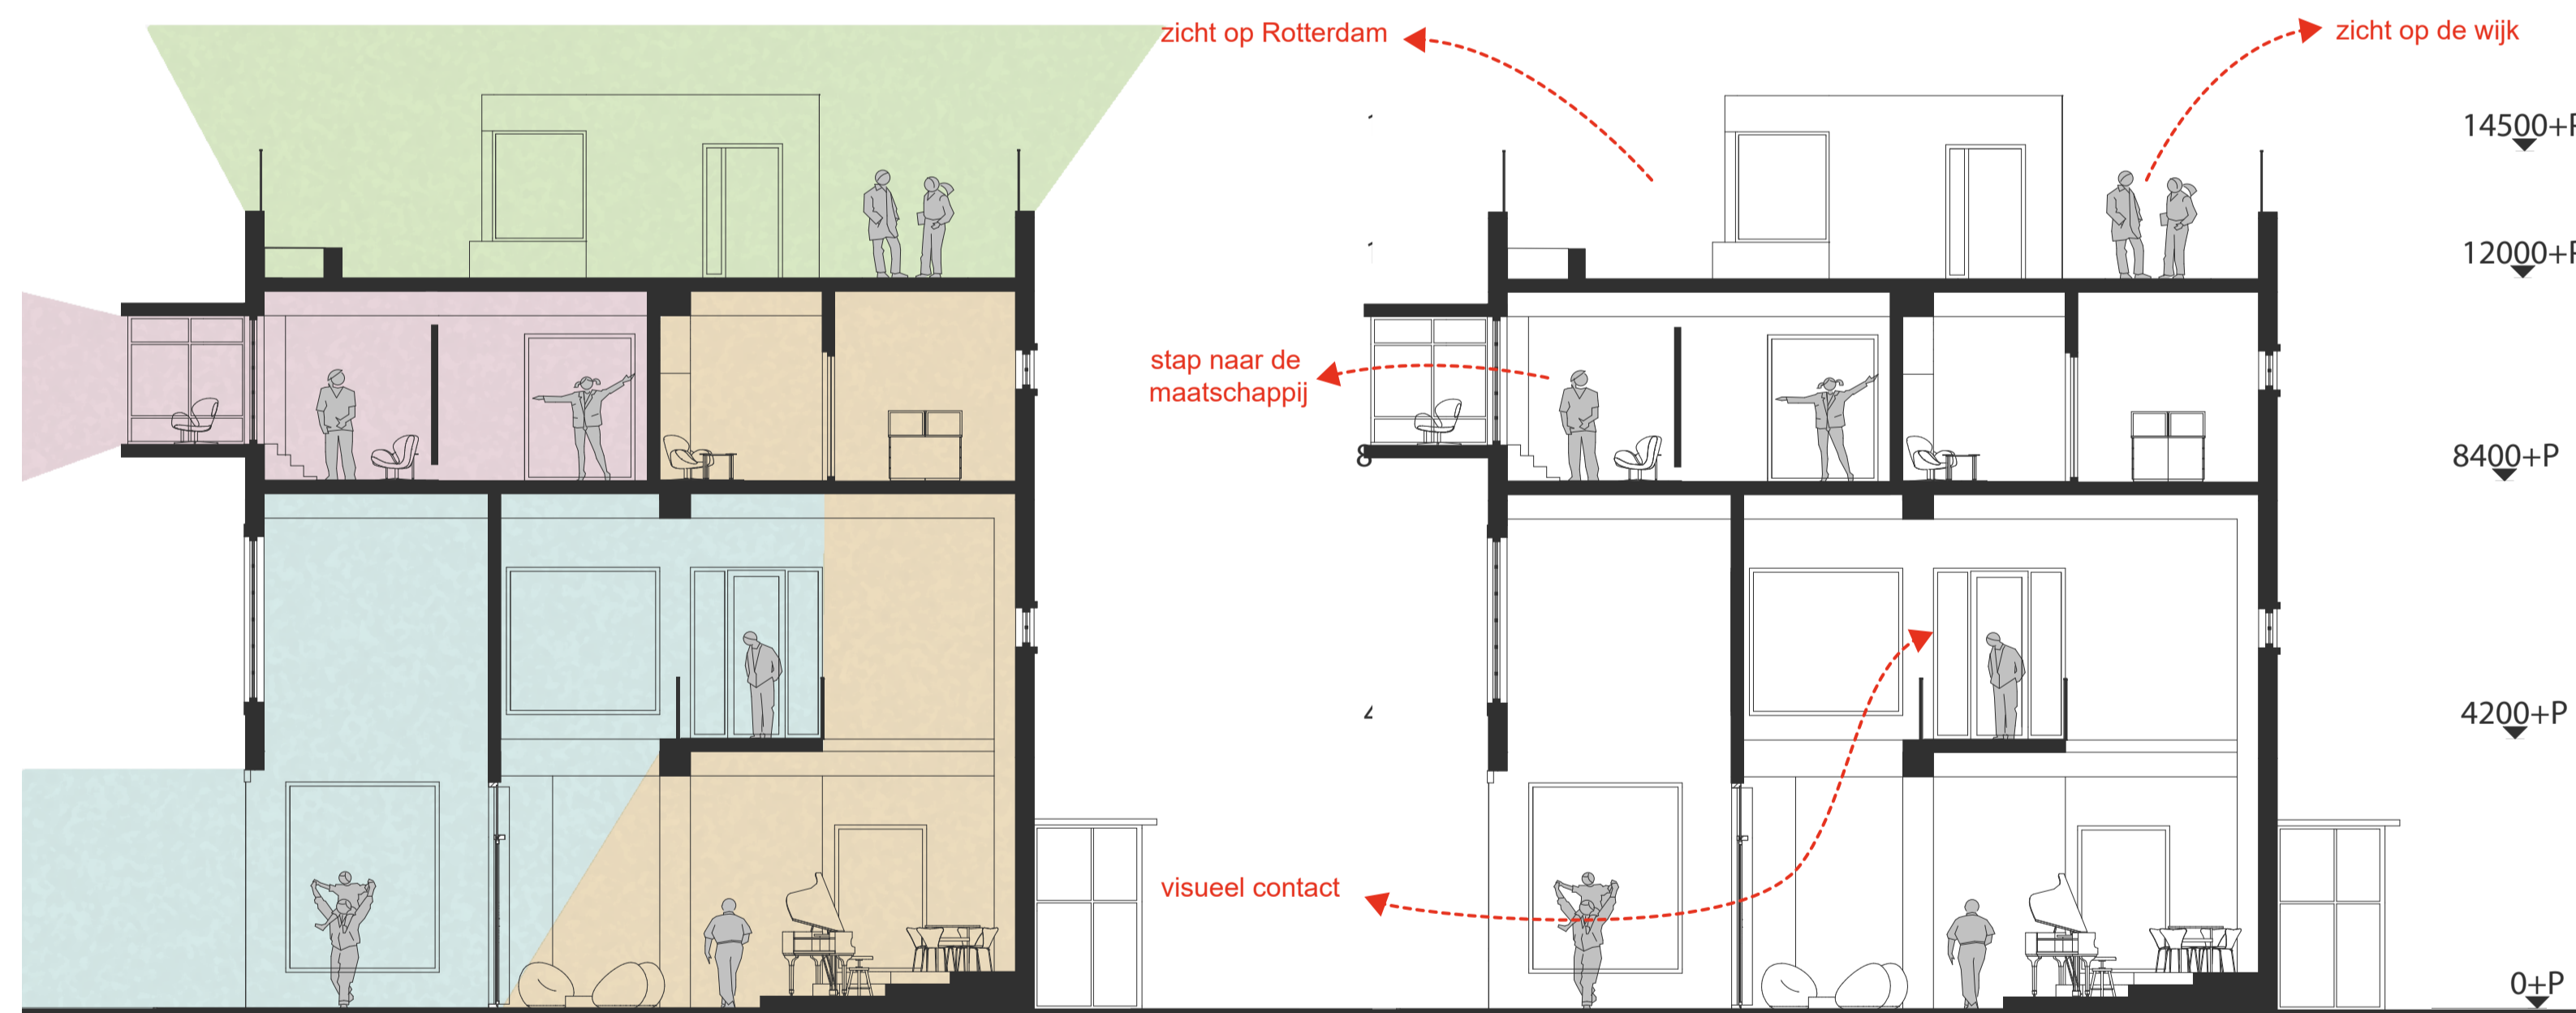 zicht op Rotterdam
zicht op de wijk
14500+P
12000+P
stap naar de
maatschappij
8400+P
4200+P
visueel contact
0+P